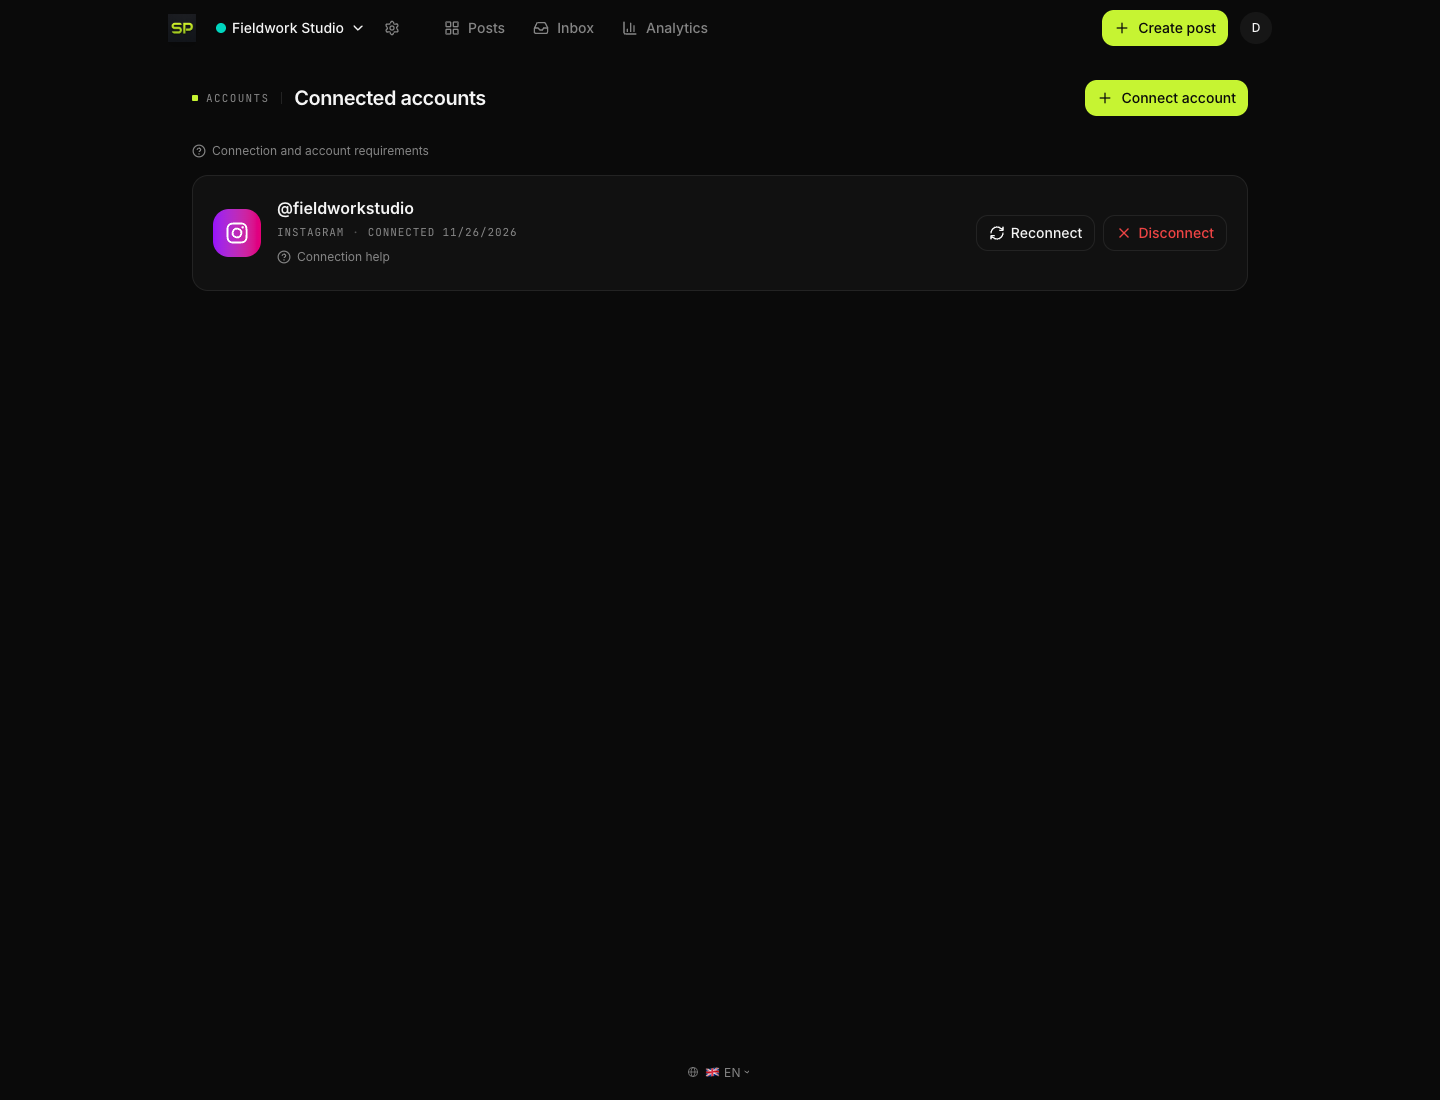 SP
Fieldwork Studio
Posts
Inbox
Analytics
Create post
D
ACCOUNTS
Connected accounts
Connect account
Connection and account requirements
@fieldworkstudio
INSTAGRAM · CONNECTED 11/26/2026
Connection help
Reconnect
Disconnect
EN